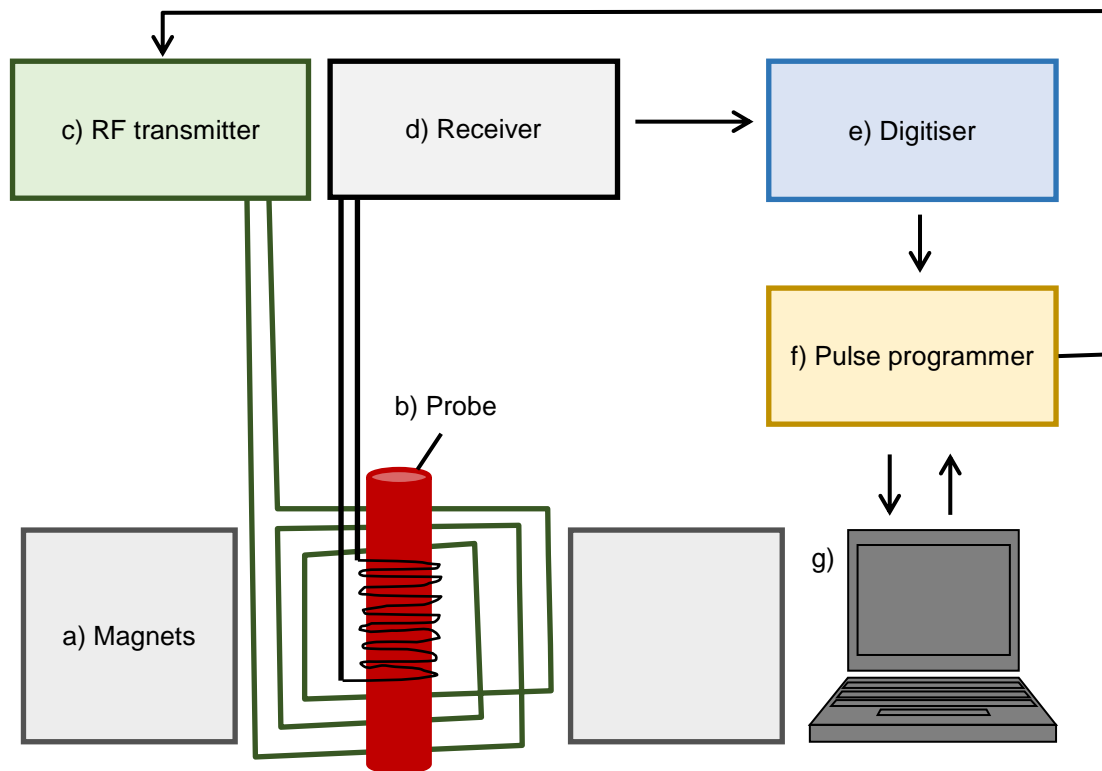 c) RF transmitter
d) Receiver
e) Digitiser
f) Pulse programmer
b) Probe
g)
a) Magnets